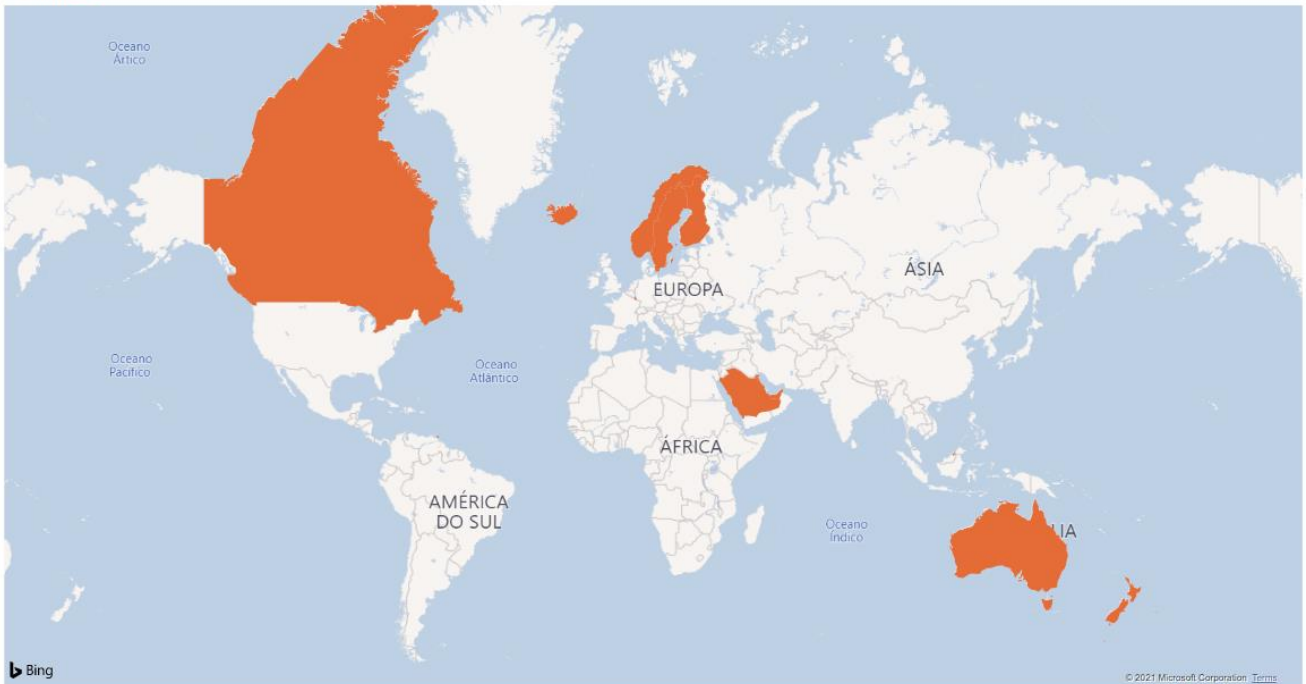 Oceano
Ártico
EUROPA
ÁSIA
Oceano
Pacífico
Oceano
Atlântico
ÁFRICA
AMÉRICA
DO SUL
Oceano
Índico
LIA
Bing
© 2021 Microsoft Corporation Terms